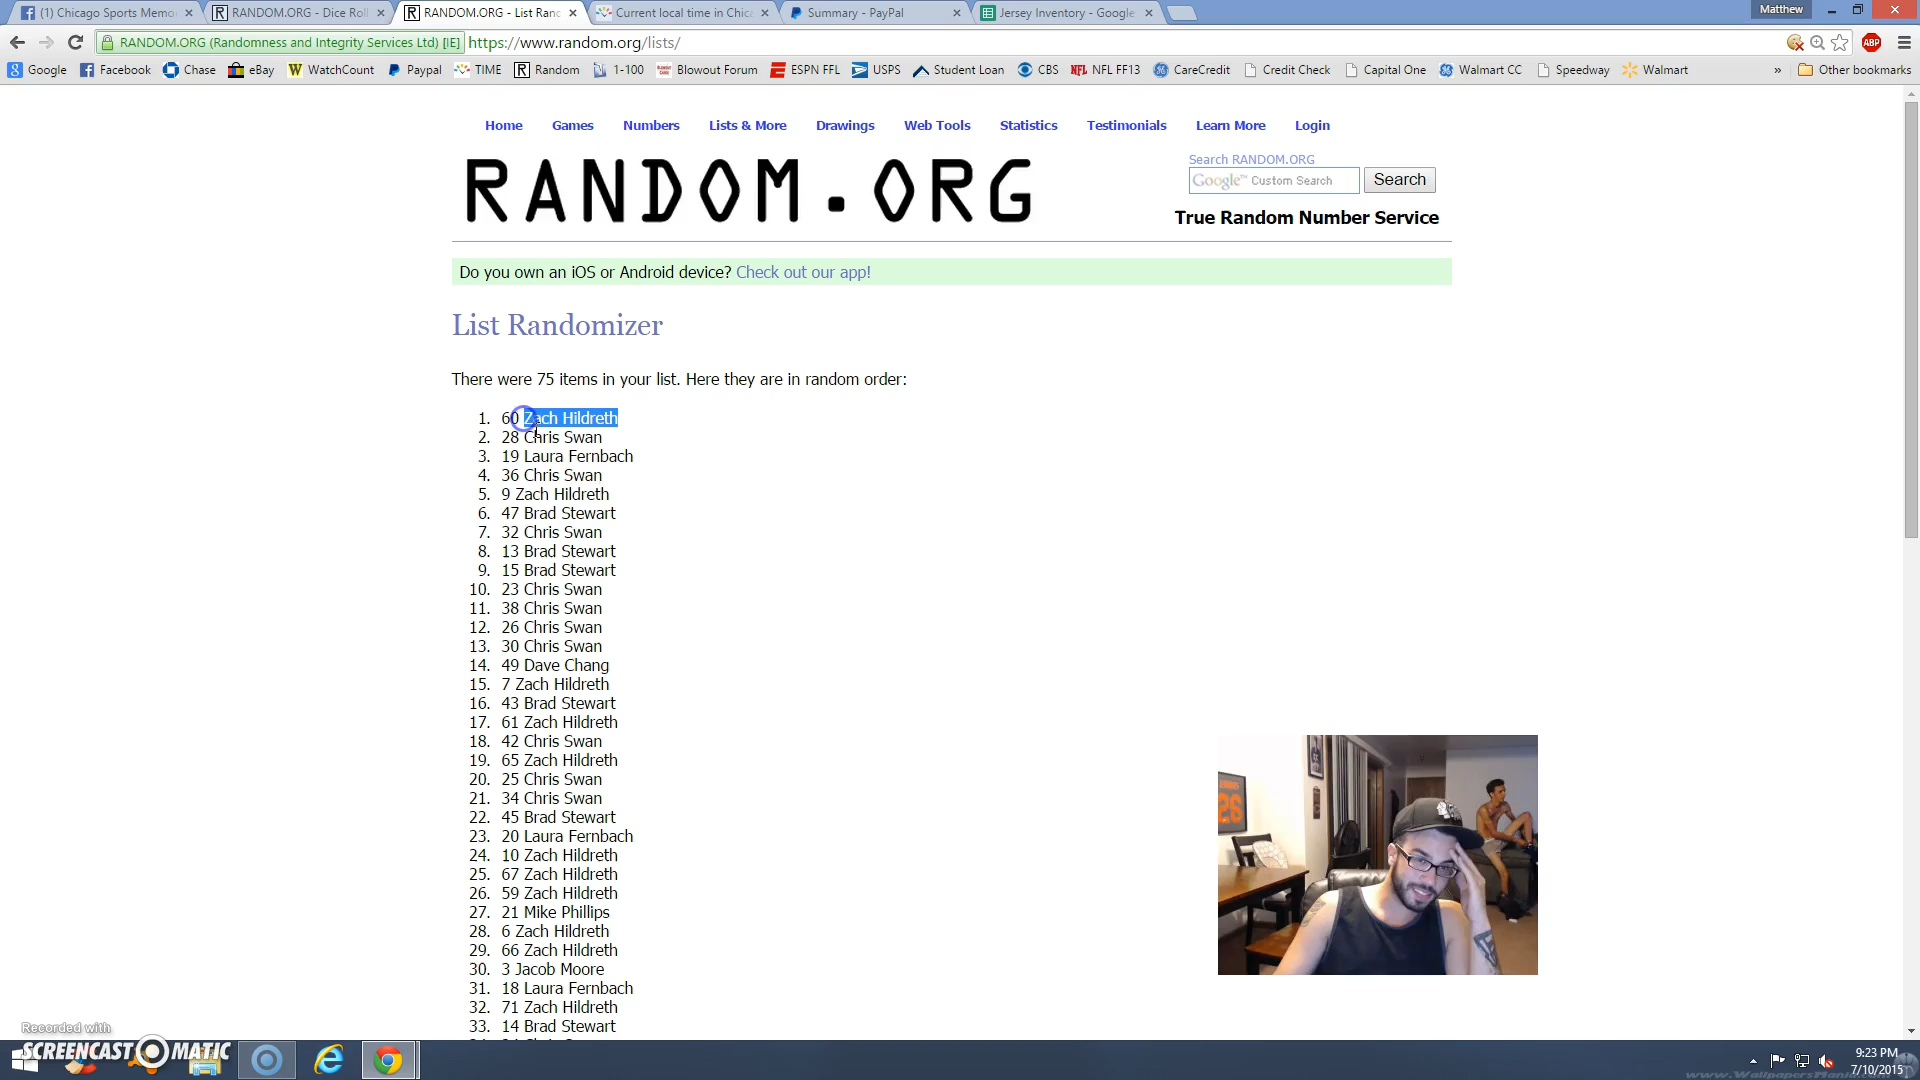 (1) Chicago Sports Memo
RANDOM.ORG - Dice Roll
RANDOM.ORG - List Rand
Current local time in Chica
Summary - PayPal
Jersey Inventory - Google
Matthew
RANDOM.ORG (Randomness and Integrity Services Ltd) [IE]
https://www.random.org/lists/
ABP
Google Facebook Chase eBay WatchCount Paypal TIME Random 1-100 Blowout Forum ESPN FFL USPS Student Loan CBS NFL FF13 CareCredit Credit Check Capital One Walmart CC Speedway Walmart » Other bookmarks
Home Games Numbers Lists & More Drawings Web Tools Statistics Testimonials Learn More Login
RANDOM.ORG
Search RANDOM.ORG
Google™ Custom Search Search
True Random Number Service
Do you own an iOS or Android device? Check out our app!
List Randomizer
There were 75 items in your list. Here they are in random order:
1. 60 Zach Hildreth
2. 28 Chris Swan
3. 19 Laura Fernbach
4. 36 Chris Swan
5. 9 Zach Hildreth
6. 47 Brad Stewart
7. 32 Chris Swan
8. 13 Brad Stewart
9. 15 Brad Stewart
10. 23 Chris Swan
11. 38 Chris Swan
12. 26 Chris Swan
13. 30 Chris Swan
14. 49 Dave Chang
15. 7 Zach Hildreth
16. 43 Brad Stewart
17. 61 Zach Hildreth
18. 42 Chris Swan
19. 65 Zach Hildreth
20. 25 Chris Swan
21. 34 Chris Swan
22. 45 Brad Stewart
23. 20 Laura Fernbach
24. 10 Zach Hildreth
25. 67 Zach Hildreth
26. 59 Zach Hildreth
27. 21 Mike Phillips
28. 6 Zach Hildreth
29. 66 Zach Hildreth
30. 3 Jacob Moore
31. 18 Laura Fernbach
32. 71 Zach Hildreth
33. 14 Brad Stewart
26
Recorded with
SCREENCAST MATIC
9:23 PM
7/10/2015
www.WallpapersMania.com